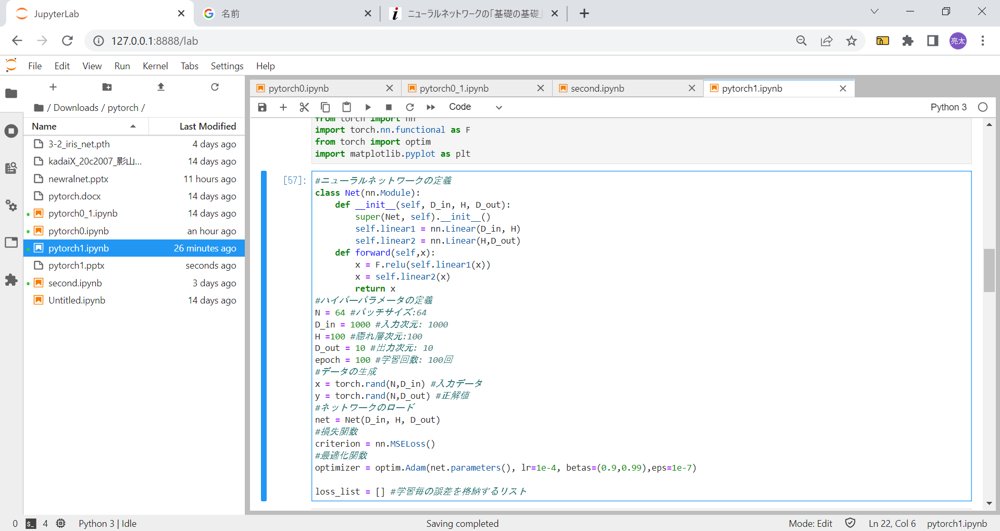 JupyterLab
名前
ニューラルネットワークの「基礎の基礎」
127.0.0.1:8888/lab
亮太
File Edit View Run Kernel Tabs Settings Help
/ Downloads / pytorch /
Name Last Modified
3-2_iris_net.pth 4 days ago
kadaiX_20c2007_影山... 14 days ago
newralnet.pptx 11 hours ago
pytorch.docx 14 days ago
pytorch0_1.ipynb 14 days ago
pytorch0.ipynb an hour ago
pytorch1.ipynb 26 minutes ago
pytorch1.pptx seconds ago
second.ipynb 3 days ago
Untitled.ipynb 14 days ago
pytorch0.ipynb pytorch0_1.ipynb second.ipynb pytorch1.ipynb
Code Python 3
from torch import nn
import torch.nn.functional as F
from torch import optim
import matplotlib.pyplot as plt
[57]: #ニューラルネットワークの定義
class Net(nn.Module):
    def __init__(self, D_in, H, D_out):
        super(Net, self).__init__()
        self.linear1 = nn.Linear(D_in, H)
        self.linear2 = nn.Linear(H,D_out)
    def forward(self,x):
        x = F.relu(self.linear1(x))
        x = self.linear2(x)
        return x
#ハイパーパラメータの定義
N = 64 #パッチサイズ:64
D_in = 1000 #入力次元: 1000
H =100 #隠れ層次元:100
D_out = 10 #出力次元: 10
epoch = 100 #学習回数: 100回
#データの生成
x = torch.rand(N,D_in) #入力データ
y = torch.rand(N,D_out) #正解値
#ネットワークのロード
net = Net(D_in, H, D_out)
#損失関数
criterion = nn.MSELoss()
#最適化関数
optimizer = optim.Adam(net.parameters(), lr=1e-4, betas=(0.9,0.99),eps=1e-7)
loss_list = [] #学習毎の誤差を格納するリスト
0 $_ 4 Python 3 | Idle Saving completed Mode: Edit Ln 22, Col 6 pytorch1.ipynb